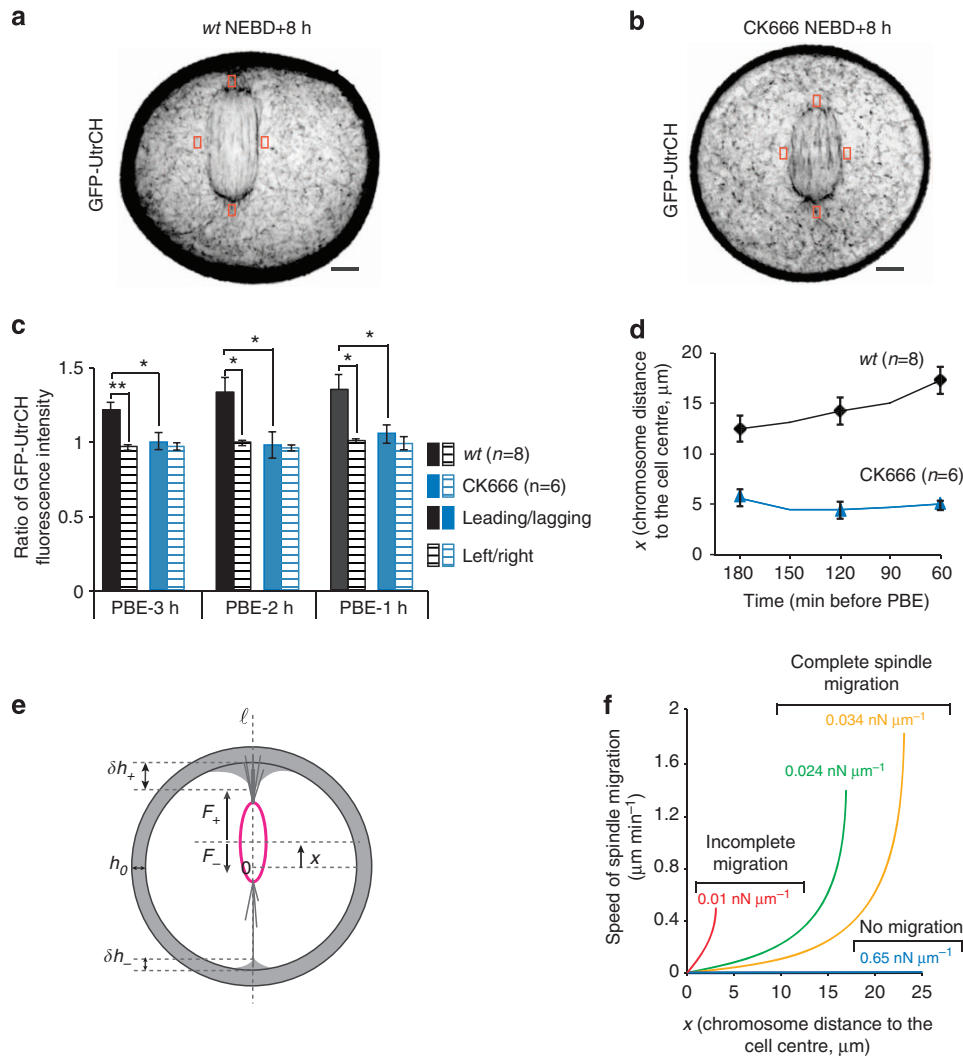 a
wt NEBD+8 h
GFP-UtrCH
b
CK666 NEBD+8 h
GFP-UtrCH
c
Ratio of GFP-UtrCH
fluorescence intensity
1.5
1
0.5
0
**
*
*
*
*
*
PBE-3 h
PBE-2 h
PBE-1 h
wt (n=8)
CK666 (n=6)
Leading/lagging
Left/right
d
x (chromosome distance
to the cell centre, μm)
20
15
10
5
0
wt (n=8)
CK666 (n=6)
180 150 120 90 60
Time (min before PBE)
e
ℓ
δh+
F+
F−
0
x
h0
δh−
f
Speed of spindle migration
(μm min−1)
2
1.6
1.2
0.8
0.4
0
Complete spindle
migration
0.034 nN μm−1
0.024 nN μm−1
Incomplete
migration
0.01 nN μm−1
No migration
0.65 nN μm−1
0 5 10 15 20 25
x (chromosome distance to the
cell centre, μm)